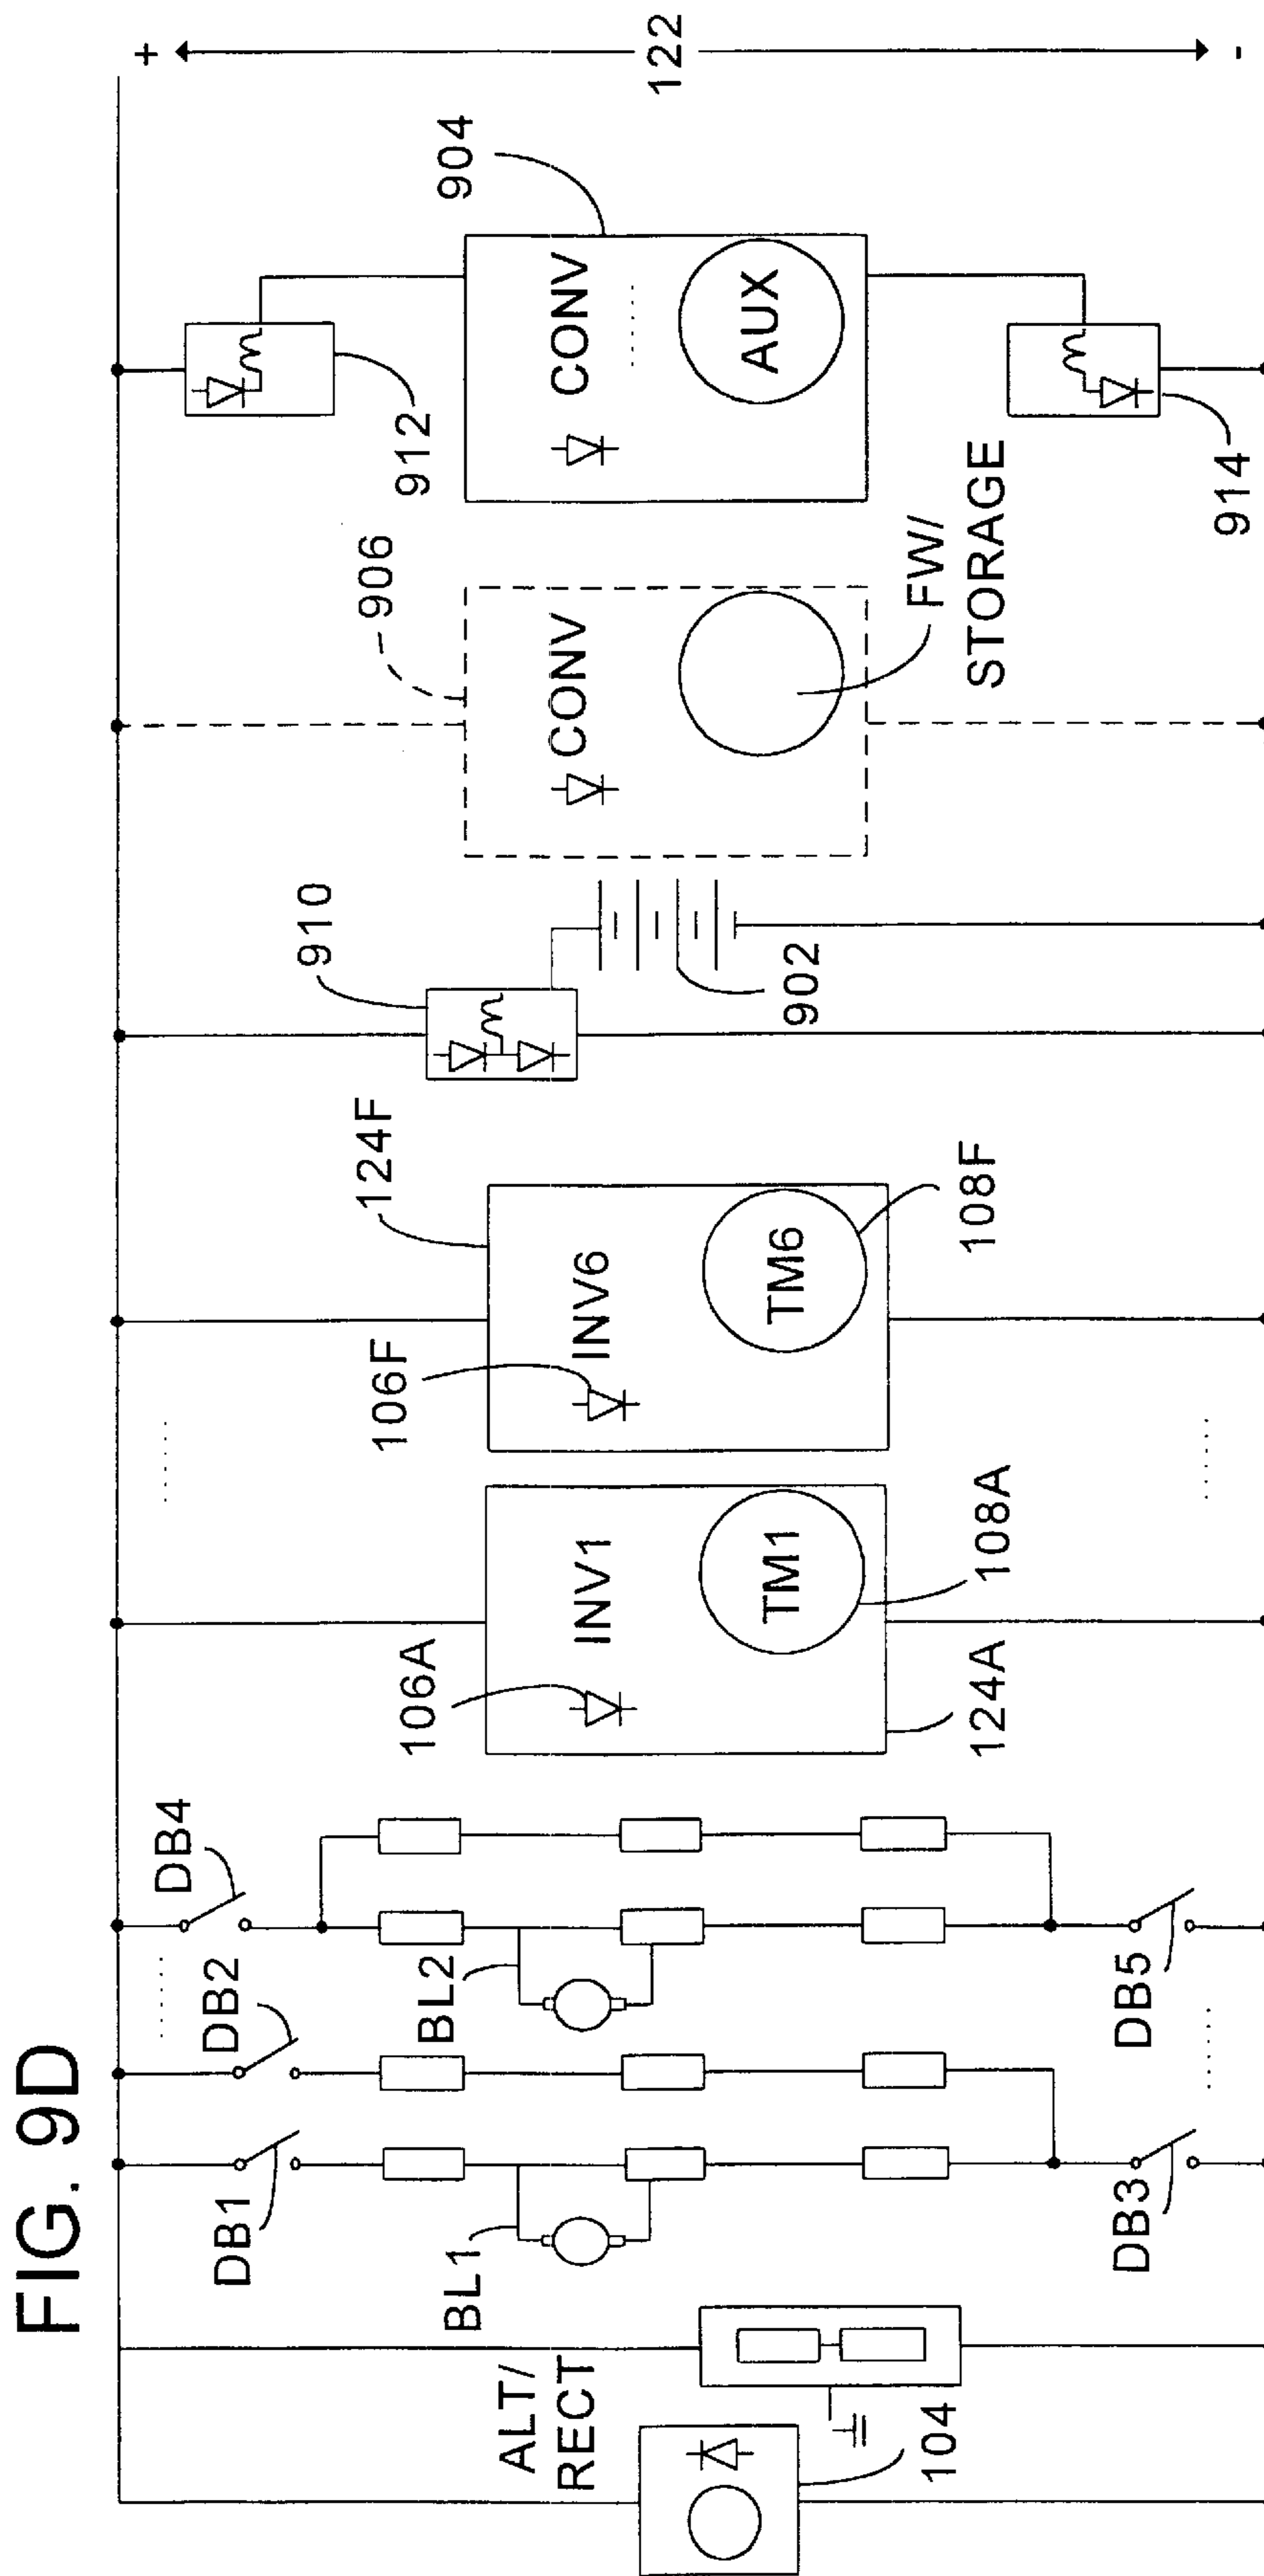 FIG. 9D
ALT/
RECT
104
DB1
BL1
DB3
DB2
DB4
BL2
DB5
106A
INV1
TM1
108A
124A
106F
INV6
TM6
108F
124F
910
902
906
CONV
FW/
STORAGE
912
904
CONV
AUX
914
+
122
-